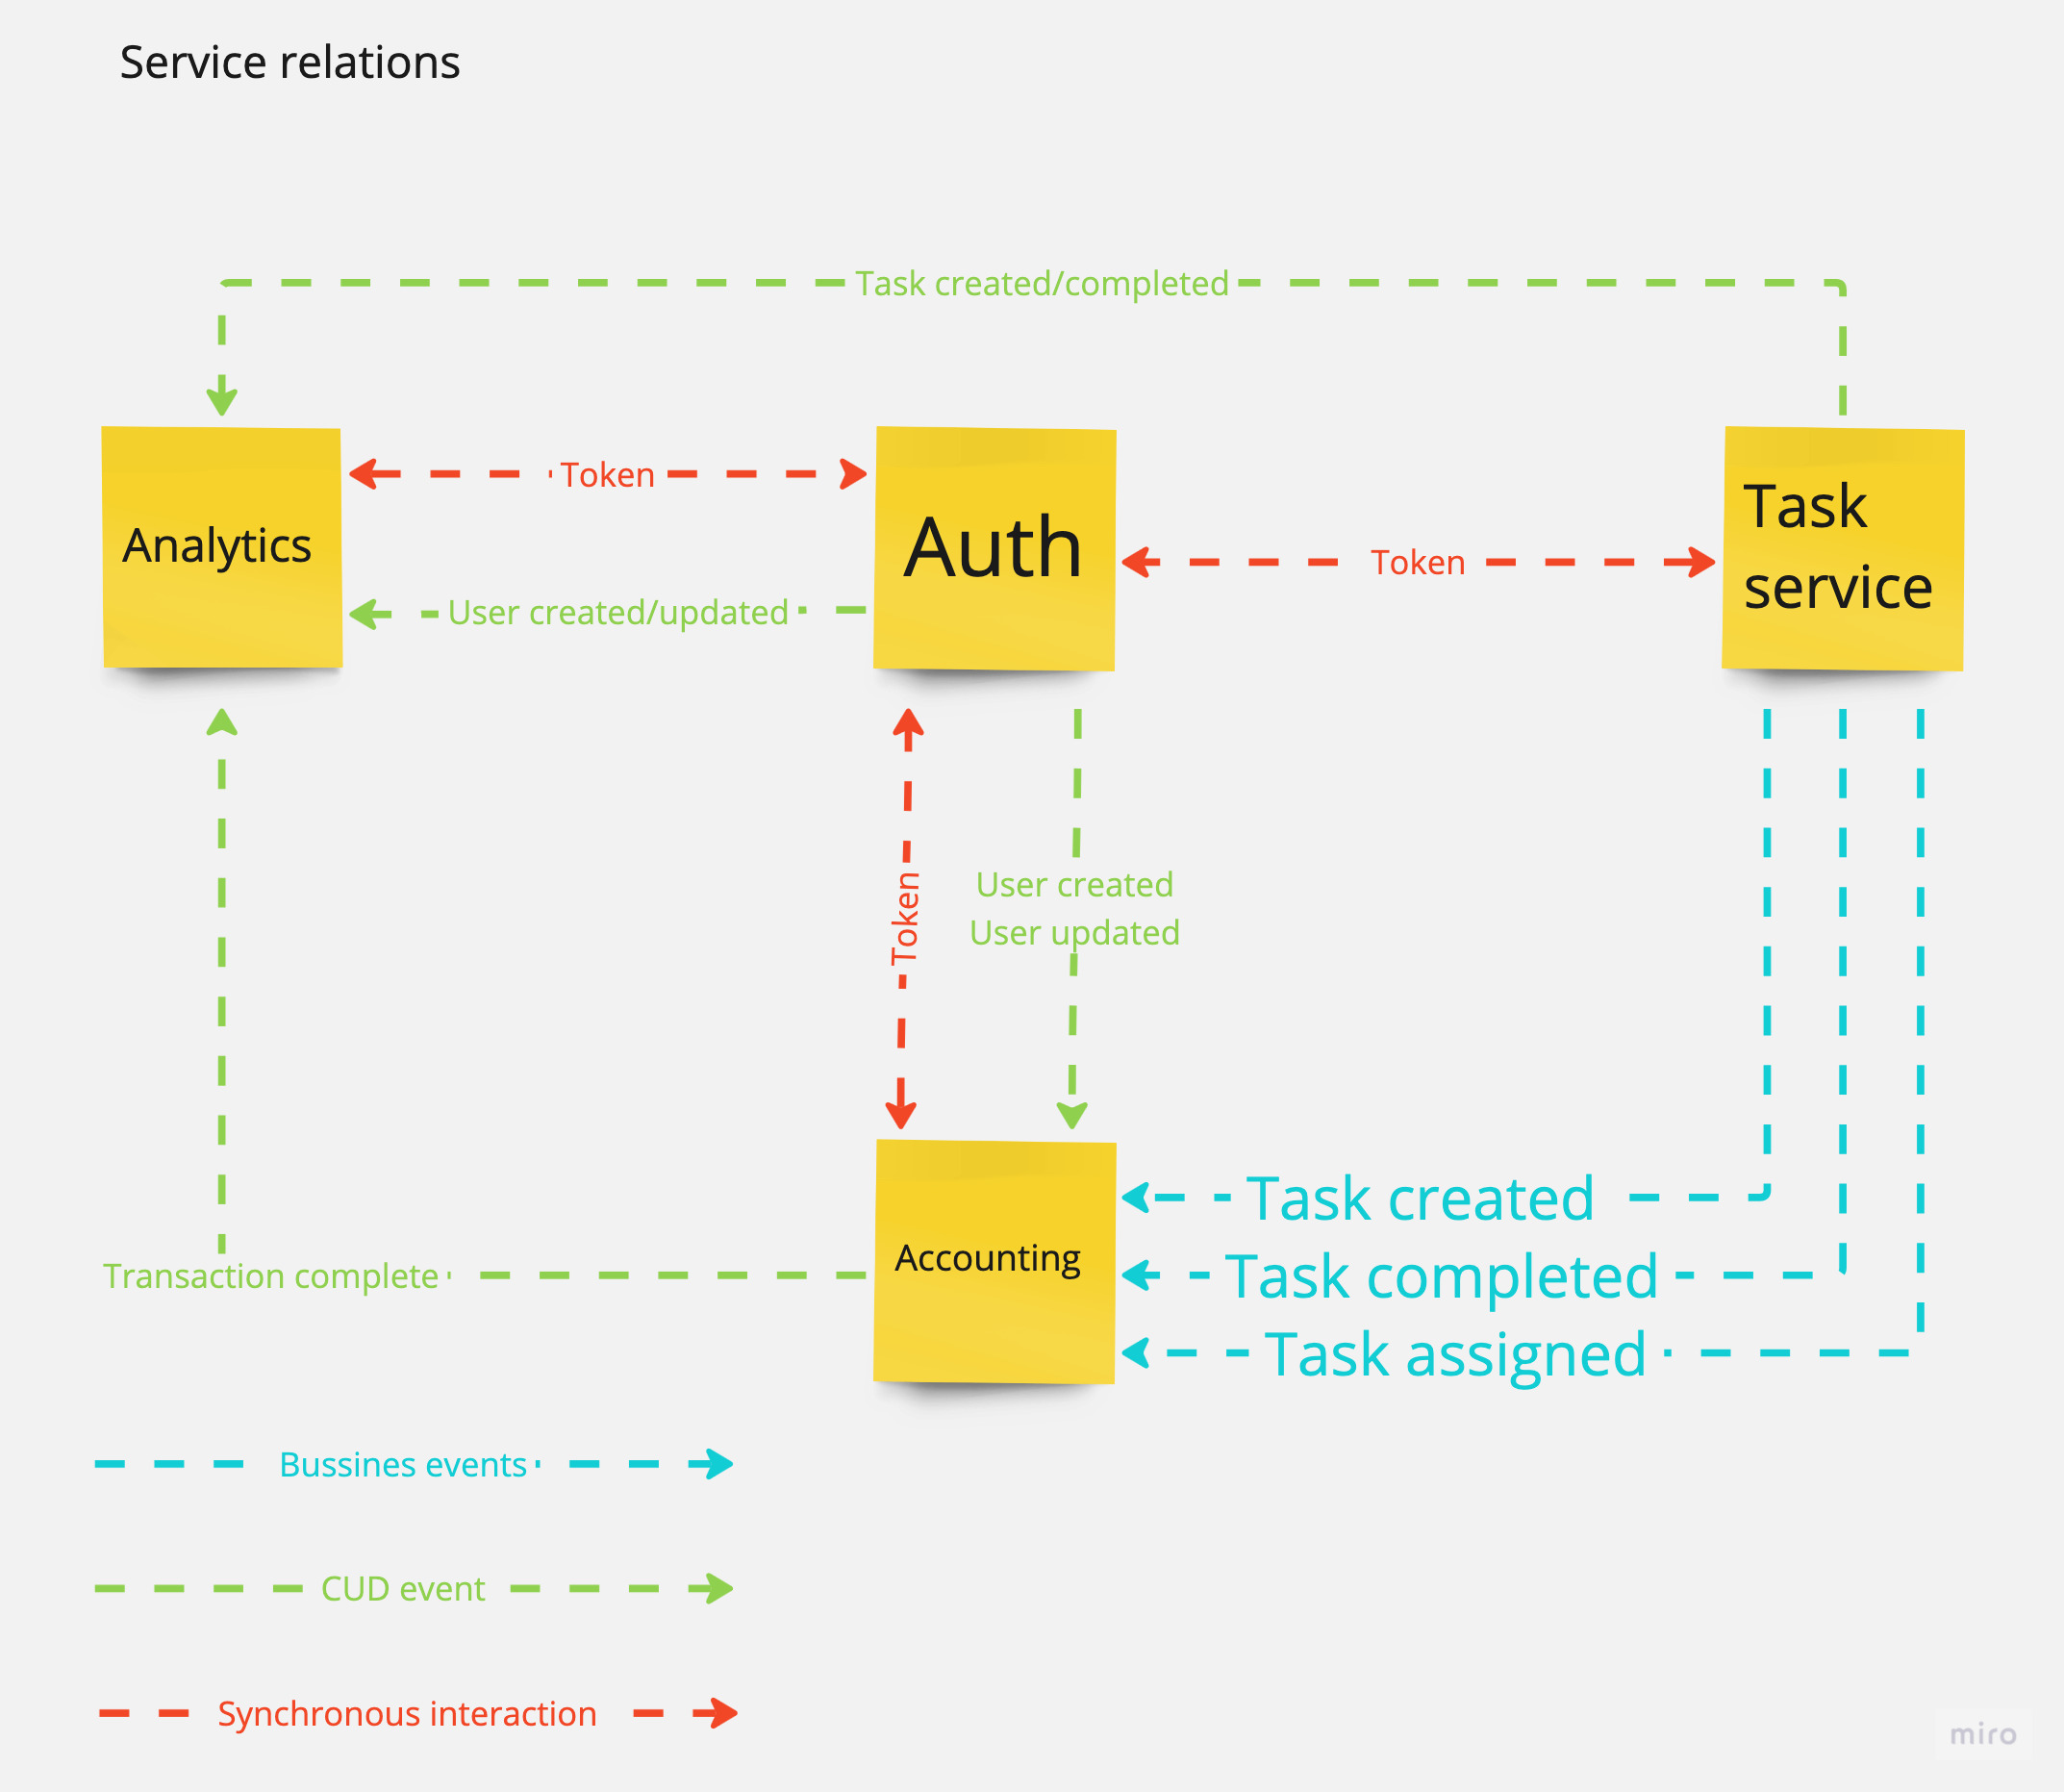 Service relations
Task created/completed
Token
Analytics
Auth
Token
Task
service
User created/updated
Token
User created
User updated
Task created
Accounting
Transaction complete
Task completed
Task assigned
Bussines events
CUD event
Synchronous interaction
miro